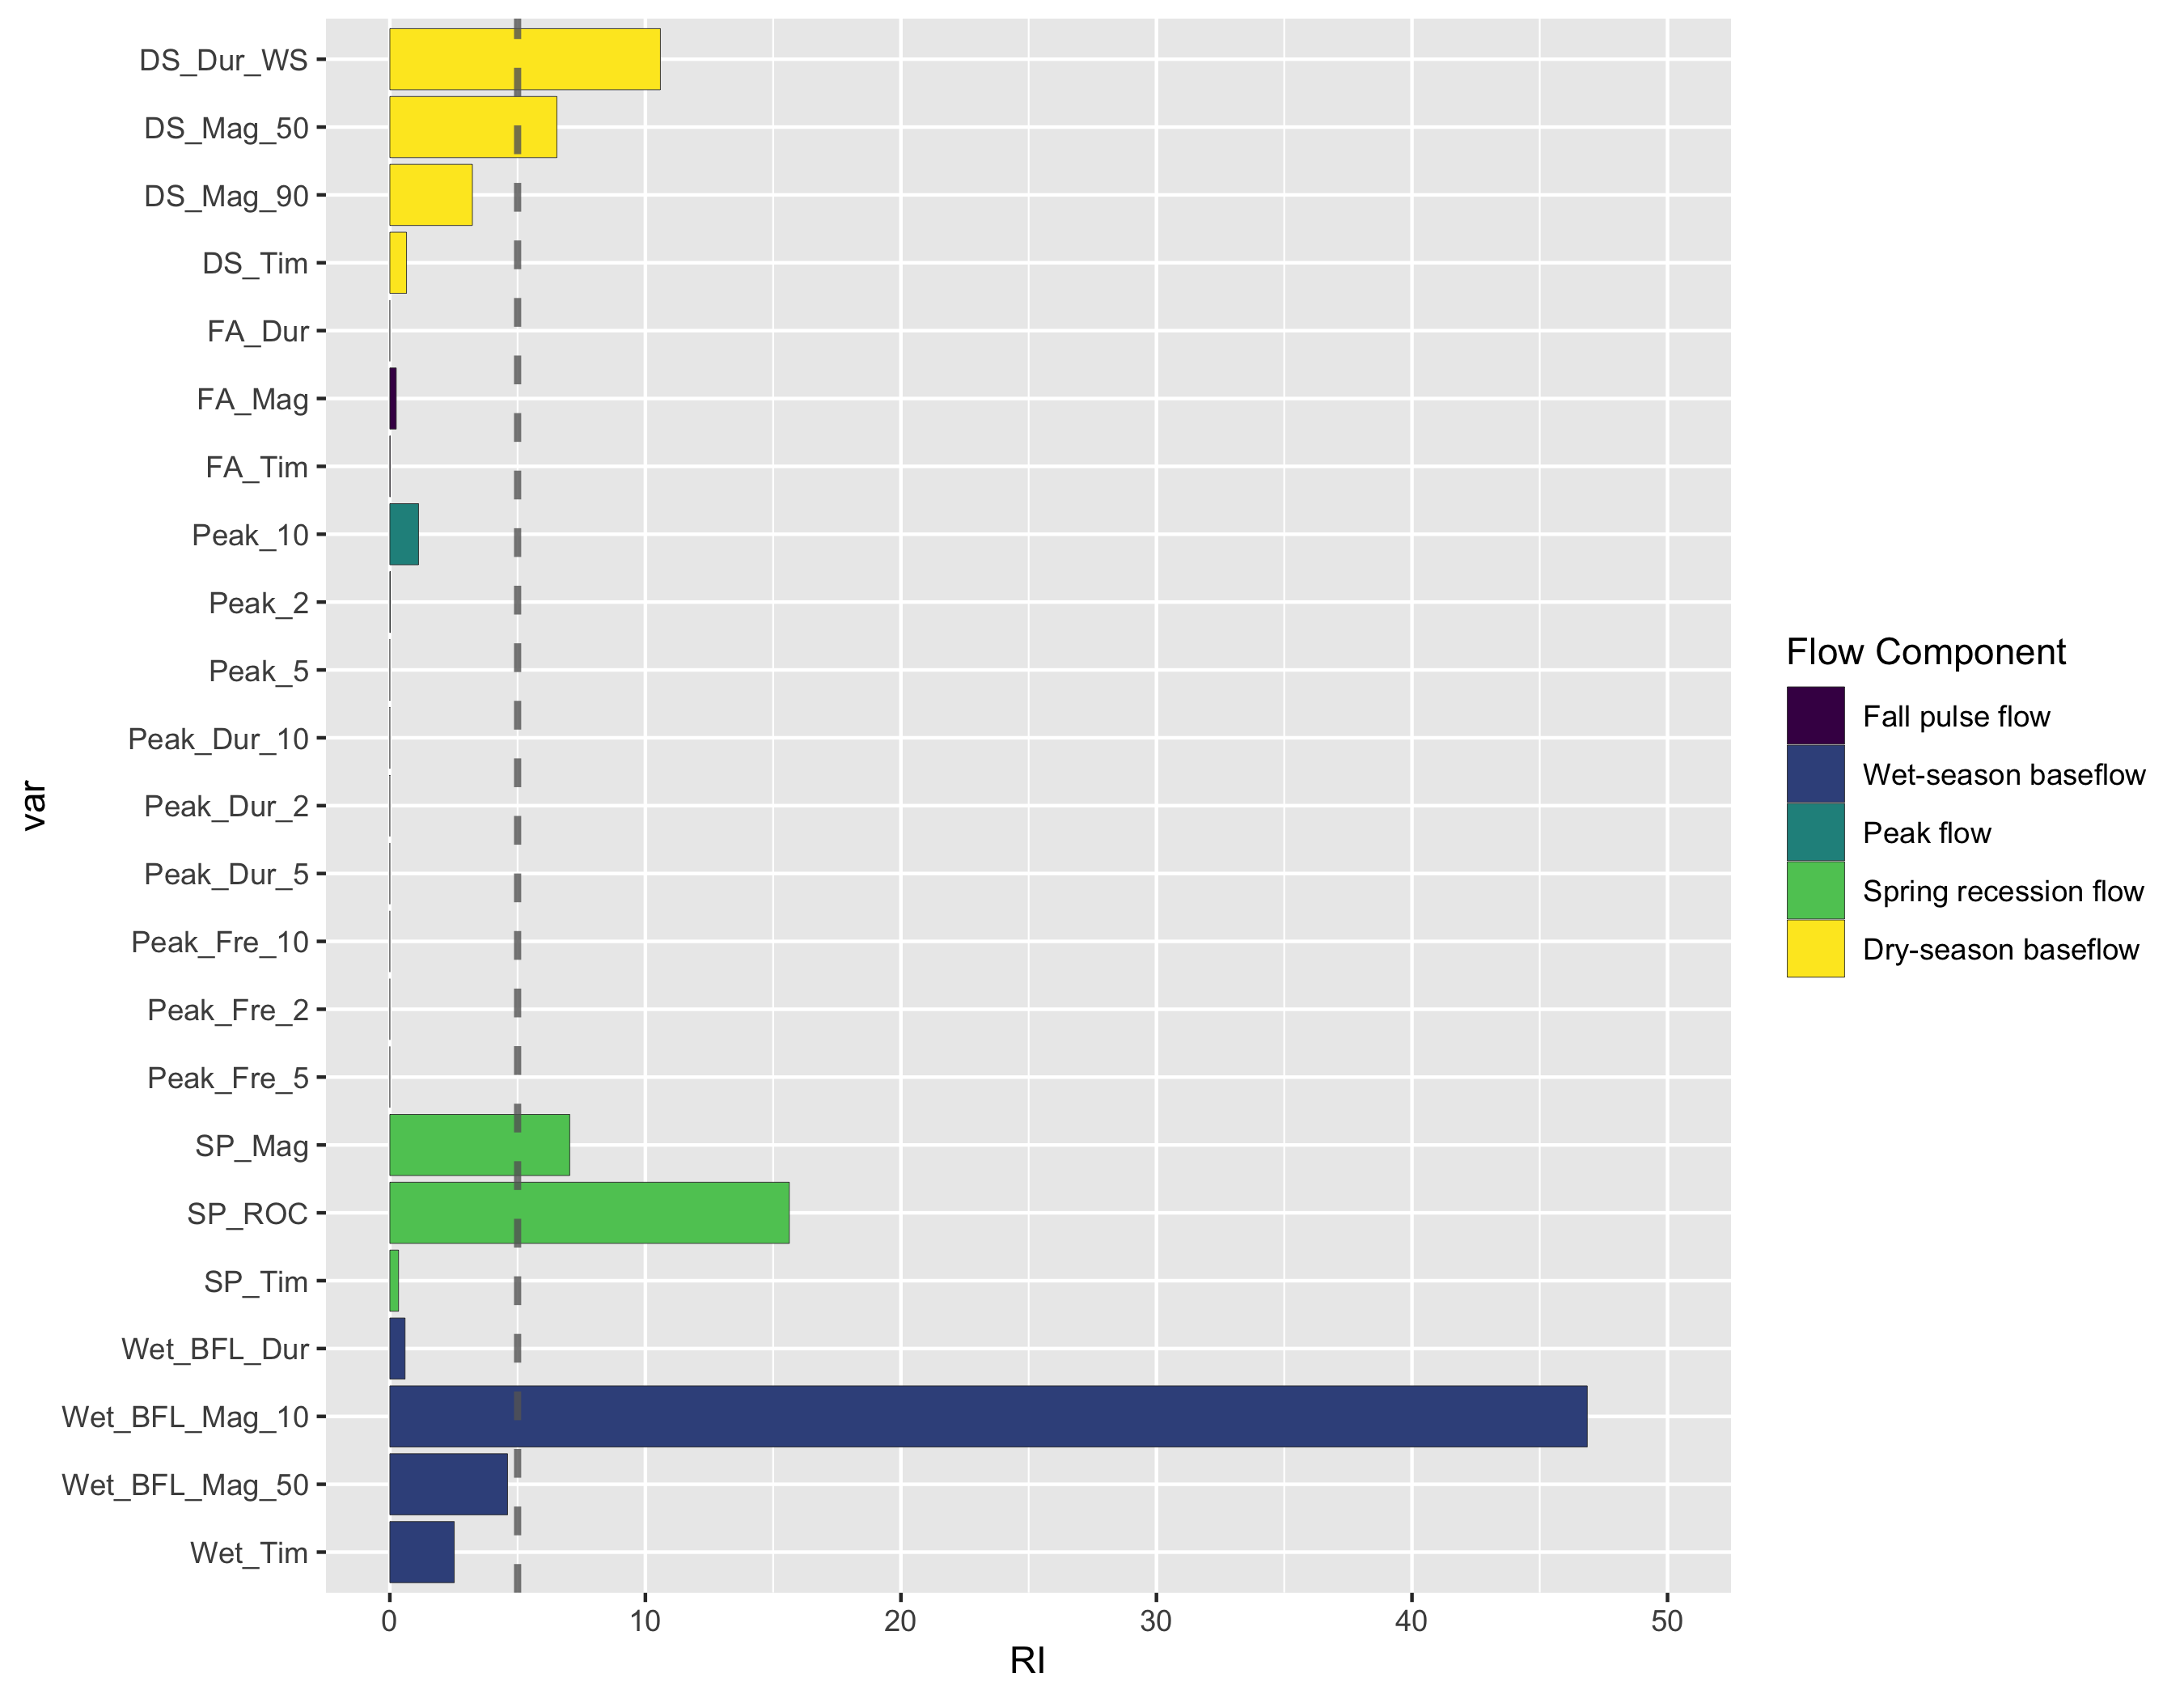 DS_Dur_WS
DS_Mag_50
DS_Mag_90
DS_Tim
FA_Dur
FA_Mag
FA_Tim
Peak_10
Peak_2
Peak_5
Peak_Dur_10
Peak_Dur_2
Peak_Dur_5
Peak_Fre_10
Peak_Fre_2
Peak_Fre_5
SP_Mag
SP_ROC
SP_Tim
Wet_BFL_Dur
Wet_BFL_Mag_10
Wet_BFL_Mag_50
Wet_Tim
var
0 10 20 30 40 50
RI
Flow Component
Fall pulse flow
Wet-season baseflow
Peak flow
Spring recession flow
Dry-season baseflow